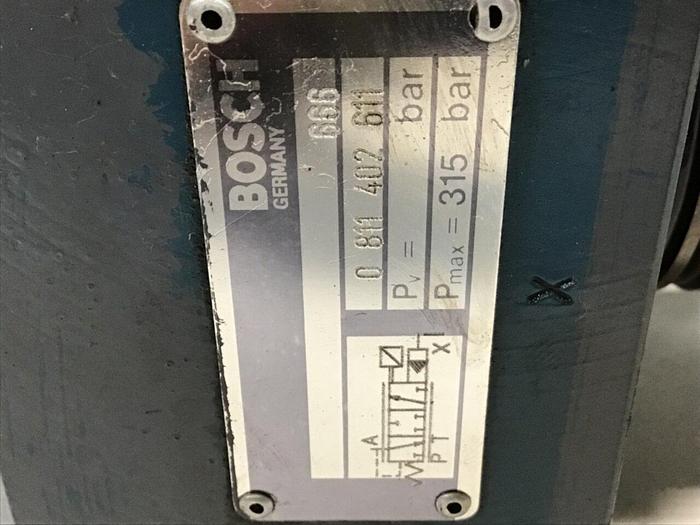 BOSCH
GERMANY
666
0 811 402 611
Pv = bar
Pmax = 315 bar
A
P T
X
X